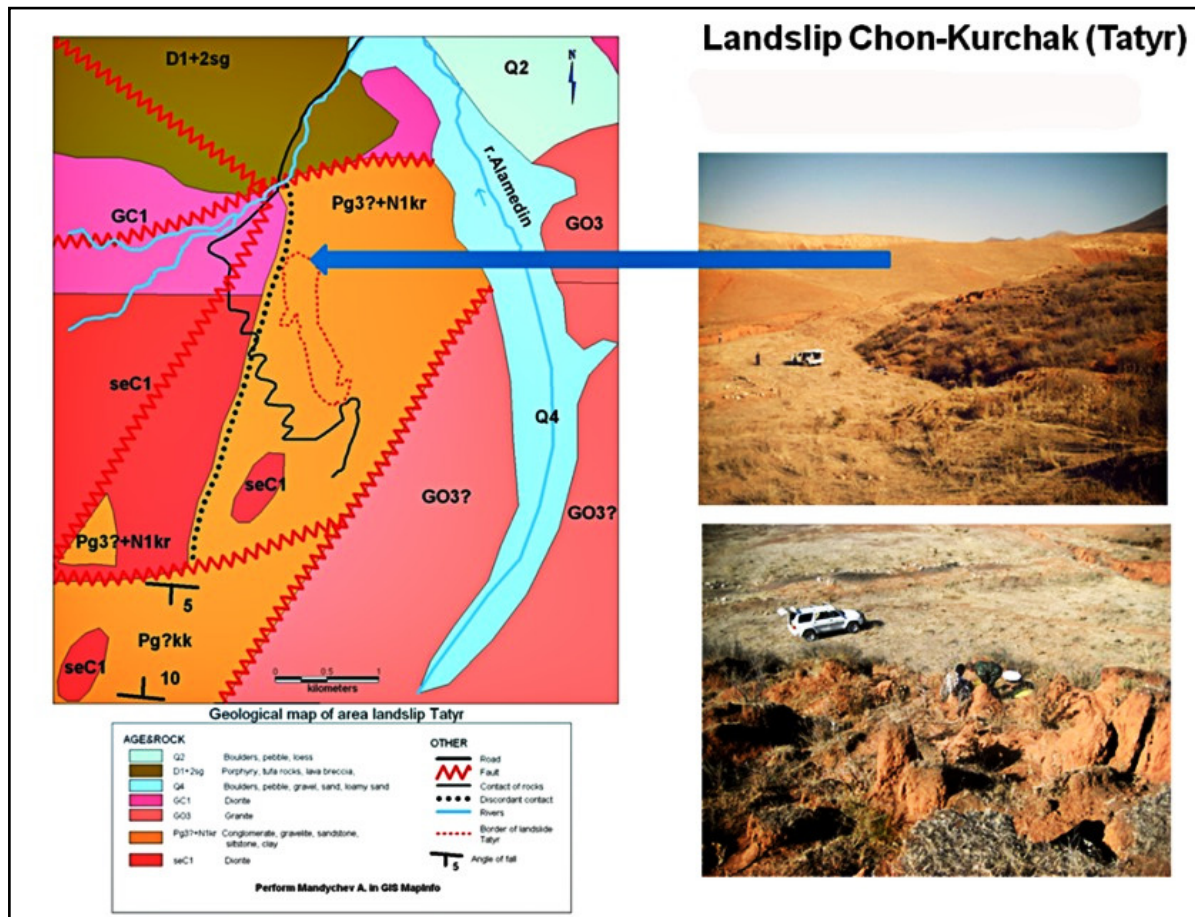 Landslip Chon-Kurchak (Tatyr)
D1+2sg
Q2
N
r.Alamedin
GC1
Pg3?+N1kr
GO3
seC1
Q4
seC1
GO3?
GO3?
Pg3?+N1kr
5
Pg?kk
seC1
10
0 0.5 1
kilometers
Geological map of area landslip Tatyr
AGE&ROCK
Q2 Boulders, pebble, loess
D1+2sg Porphyry, tufa rocks, lava breccia,
Q4 Boulders, pebble, gravel, sand, loamy sand
GC1 Diorite
GO3 Granite
Pg3?+N1kr Conglomerate, gravelite, sandstone,
siltstone, clay
seC1 Diorite
OTHER
Road
Fault
Contact of rocks
Discordant contact
Rivers
Border of landslide
Tatyr
5 Angle of fall
Perform Mandychev A. in GIS MapInfo